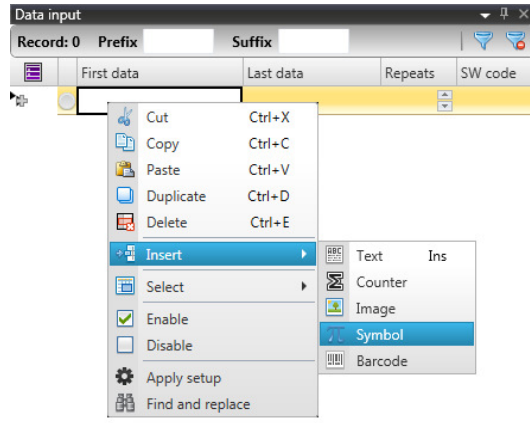 Data input
Record: 0 Prefix Suffix
First data Last data Repeats SW code
Cut Ctrl+X
Copy Ctrl+C
Paste Ctrl+V
Duplicate Ctrl+D
Delete Ctrl+E
Insert
Select
Enable
Disable
Apply setup
Find and replace
ABC Text Ins
Counter
Image
Symbol
Barcode